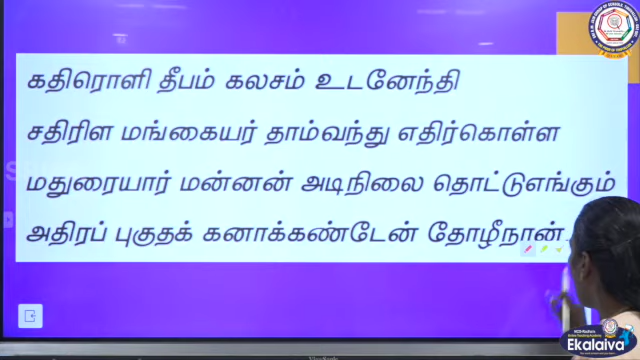 கதிரொளி தீபம் கலசம் உடனேந்தி
சதிரிள மங்கையர் தாம்வந்து எதிர்கொள்ள
மதுரையார் மன்னன் அடிநிலை தொட்டுஎங்கும்
அதிரப் புகுதக் கனாக்கண்டேன் தோழீநான்.
Ekalaiva